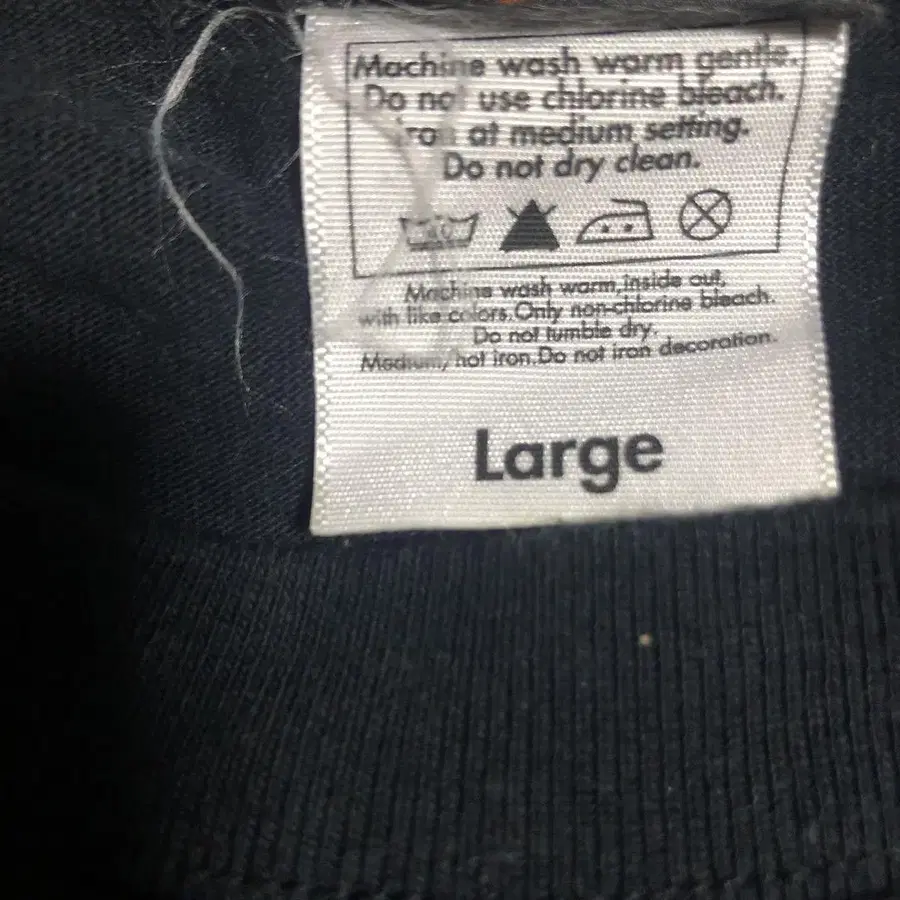 Machine wash warm gentle.
Do not use chlorine bleach.
Iron at medium setting.
Do not dry clean.
40
Machine wash warm,inside out,
with like colors.Only non-chlorine bleach.
Do not tumble dry.
Medium/hot iron.Do not iron decoration.
Large